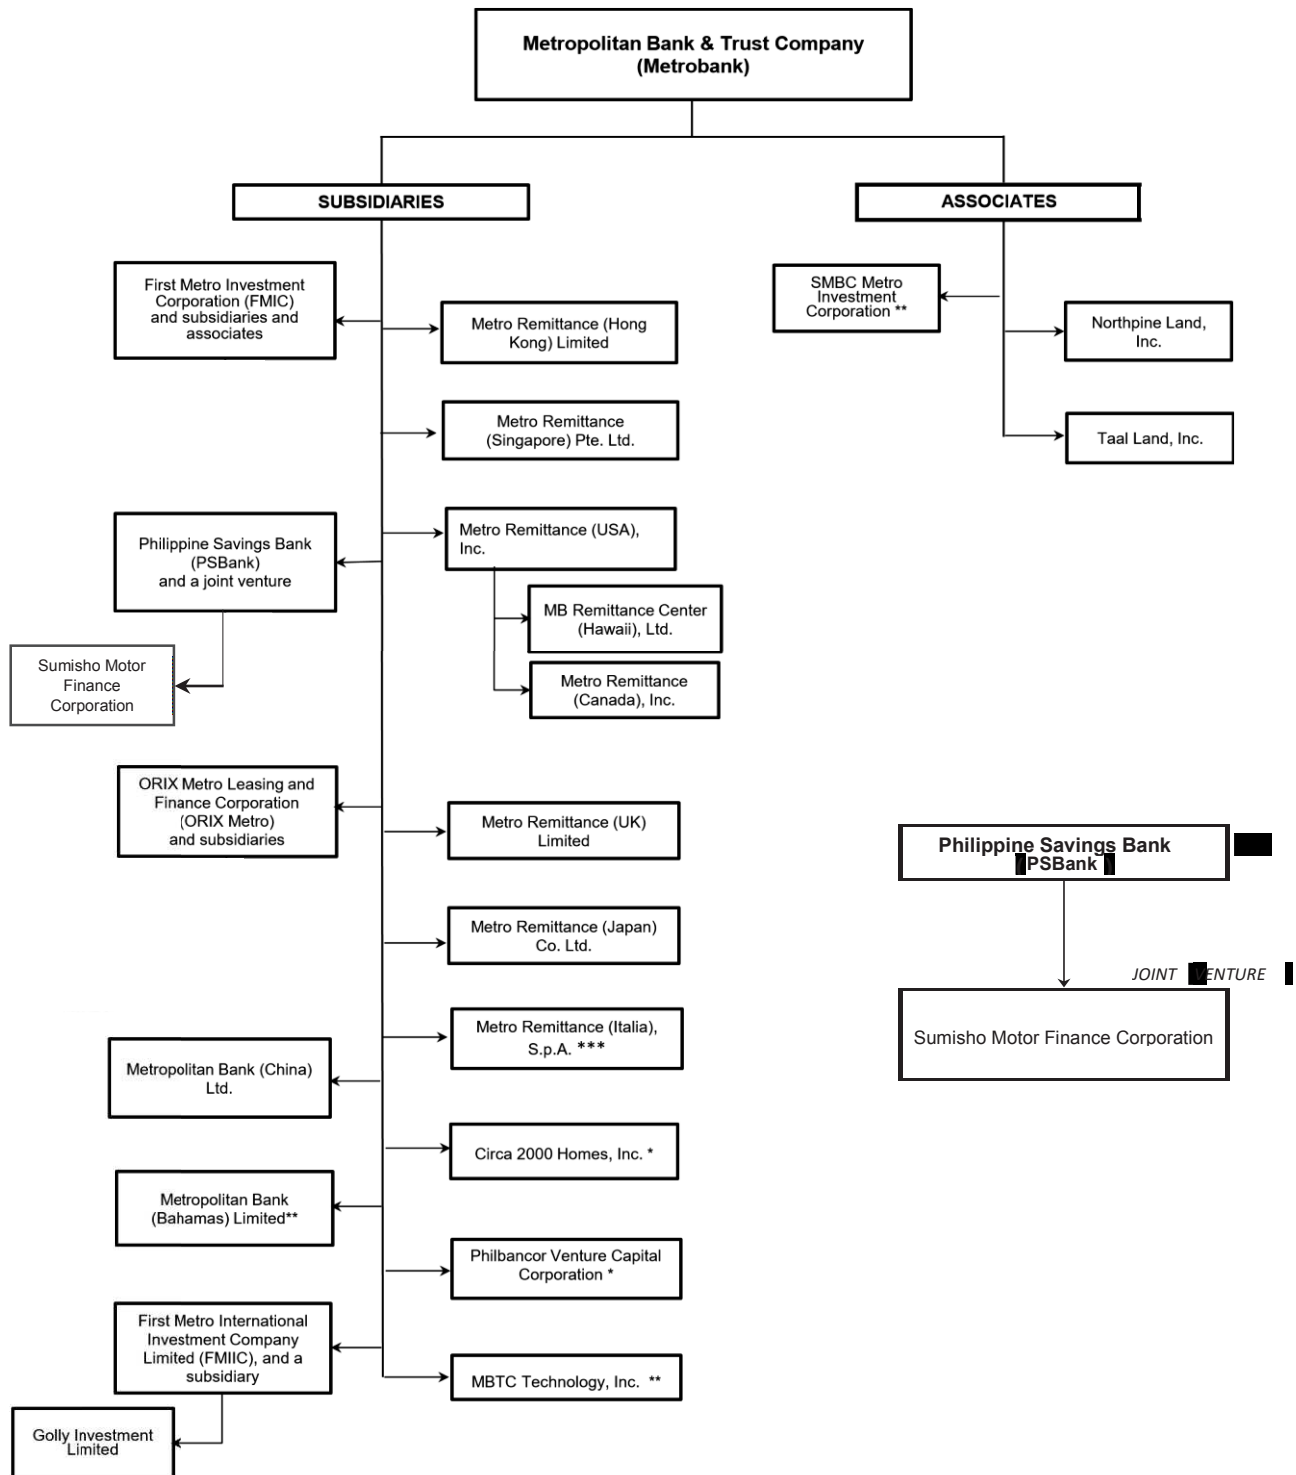 Metropolitan Bank & Trust Company
(Metrobank)
SUBSIDIARIES
ASSOCIATES
First Metro Investment
Corporation (FMIC)
and subsidiaries and
associates
Metro Remittance (Hong
Kong) Limited
SMBC Metro
Investment
Corporation **
Northpine Land,
Inc.
Metro Remittance
(Singapore) Pte. Ltd.
Taal Land, Inc.
Philippine Savings Bank
(PSBank)
and a joint venture
Metro Remittance (USA),
Inc.
MB Remittance Center
(Hawaii), Ltd.
Sumisho Motor
Finance
Corporation
Metro Remittance
(Canada), Inc.
ORIX Metro Leasing and
Finance Corporation
(ORIX Metro)
and subsidiaries
Metro Remittance (UK)
Limited
Philippine Savings Bank
(PSBank )
Metro Remittance (Japan)
Co. Ltd.
JOINT VENTURE
Metro Remittance (Italia),
S.p.A. ***
Sumisho Motor Finance Corporation
Metropolitan Bank (China)
Ltd.
Circa 2000 Homes, Inc. *
Metropolitan Bank
(Bahamas) Limited**
Philbancor Venture Capital
Corporation *
First Metro International
Investment Company
Limited (FMIIC), and a
subsidiary
MBTC Technology, Inc. **
Golly Investment
Limited